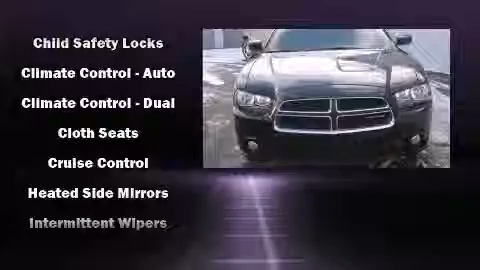 Child Safety Locks
Climate Control - Auto
Climate Control - Dual
Cloth Seats
Cruise Control
Heated Side Mirrors
Intermittent Wipers